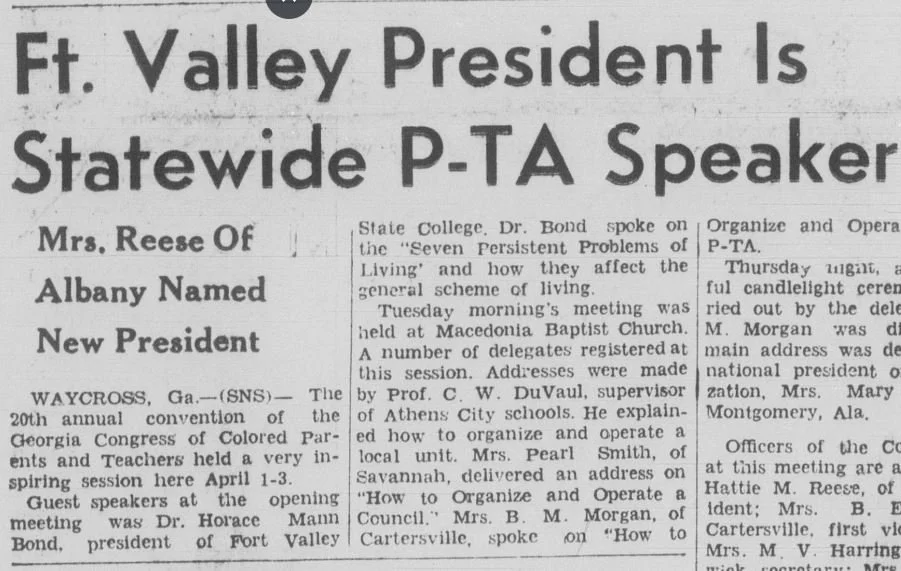 Ft. Valley President Is
Statewide P-TA Speaker
Mrs. Reese Of
Albany Named
New President
WAYCROSS, Ga.—(SNS)— The
20th annual convention of the
Georgia Congress of Colored Par-
ents and Teachers held a very in-
spiring session here April 1-3.
Guest speakers at the opening
meeting was Dr. Horace Mann
Bond, president of Fort Valley
State College. Dr. Bond spoke on
the "Seven Persistent Problems of
Living' and how they affect the
general scheme of living.
Tuesday morning's meeting was
held at Macedonia Baptist Church.
A number of delegates registered at
this session. Addresses were made
by Prof. C. W. DuVaul, supervisor
of Athens City schools. He explain-
ed how to organize and operate a
local unit. Mrs. Pearl Smith, of
Savannah, delivered an address on
"How to Organize and Operate a
Council." Mrs. B. M. Morgan, of
Cartersville, spoke on "How to
Organize and Opera
P-TA.
Thursday night, a
ful candlelight cerem
ried out by the dele
M. Morgan was di
main address was de
national president o
zation, Mrs. Mary
Montgomery, Ala.
Officers of the Co
at this meeting are a
Hattie M. Reese, of
ident; Mrs. B. E
Cartersville, first vic
Mrs. M. V. Harring
secretary; Mrs